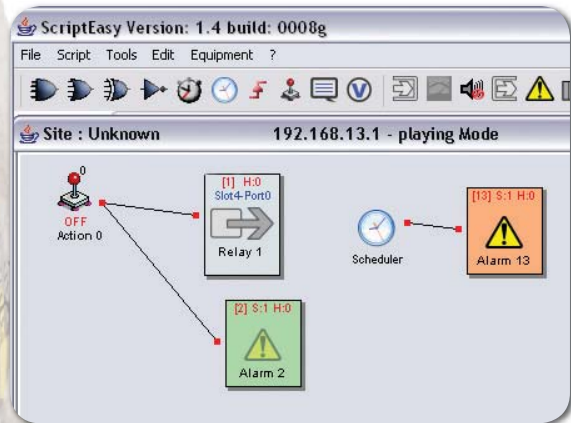 ScriptEasy Version: 1.4 build: 0008g
File Script Tools Edit Equipment ?
V
Site : Unknown 192.168.13.1 - playing Mode
0
OFF
Action 0
[1] H:0
Slot4-Port0
Relay 1
Scheduler
[13] S:1 H:0
Alarm 13
[2] S:1 H:0
Alarm 2